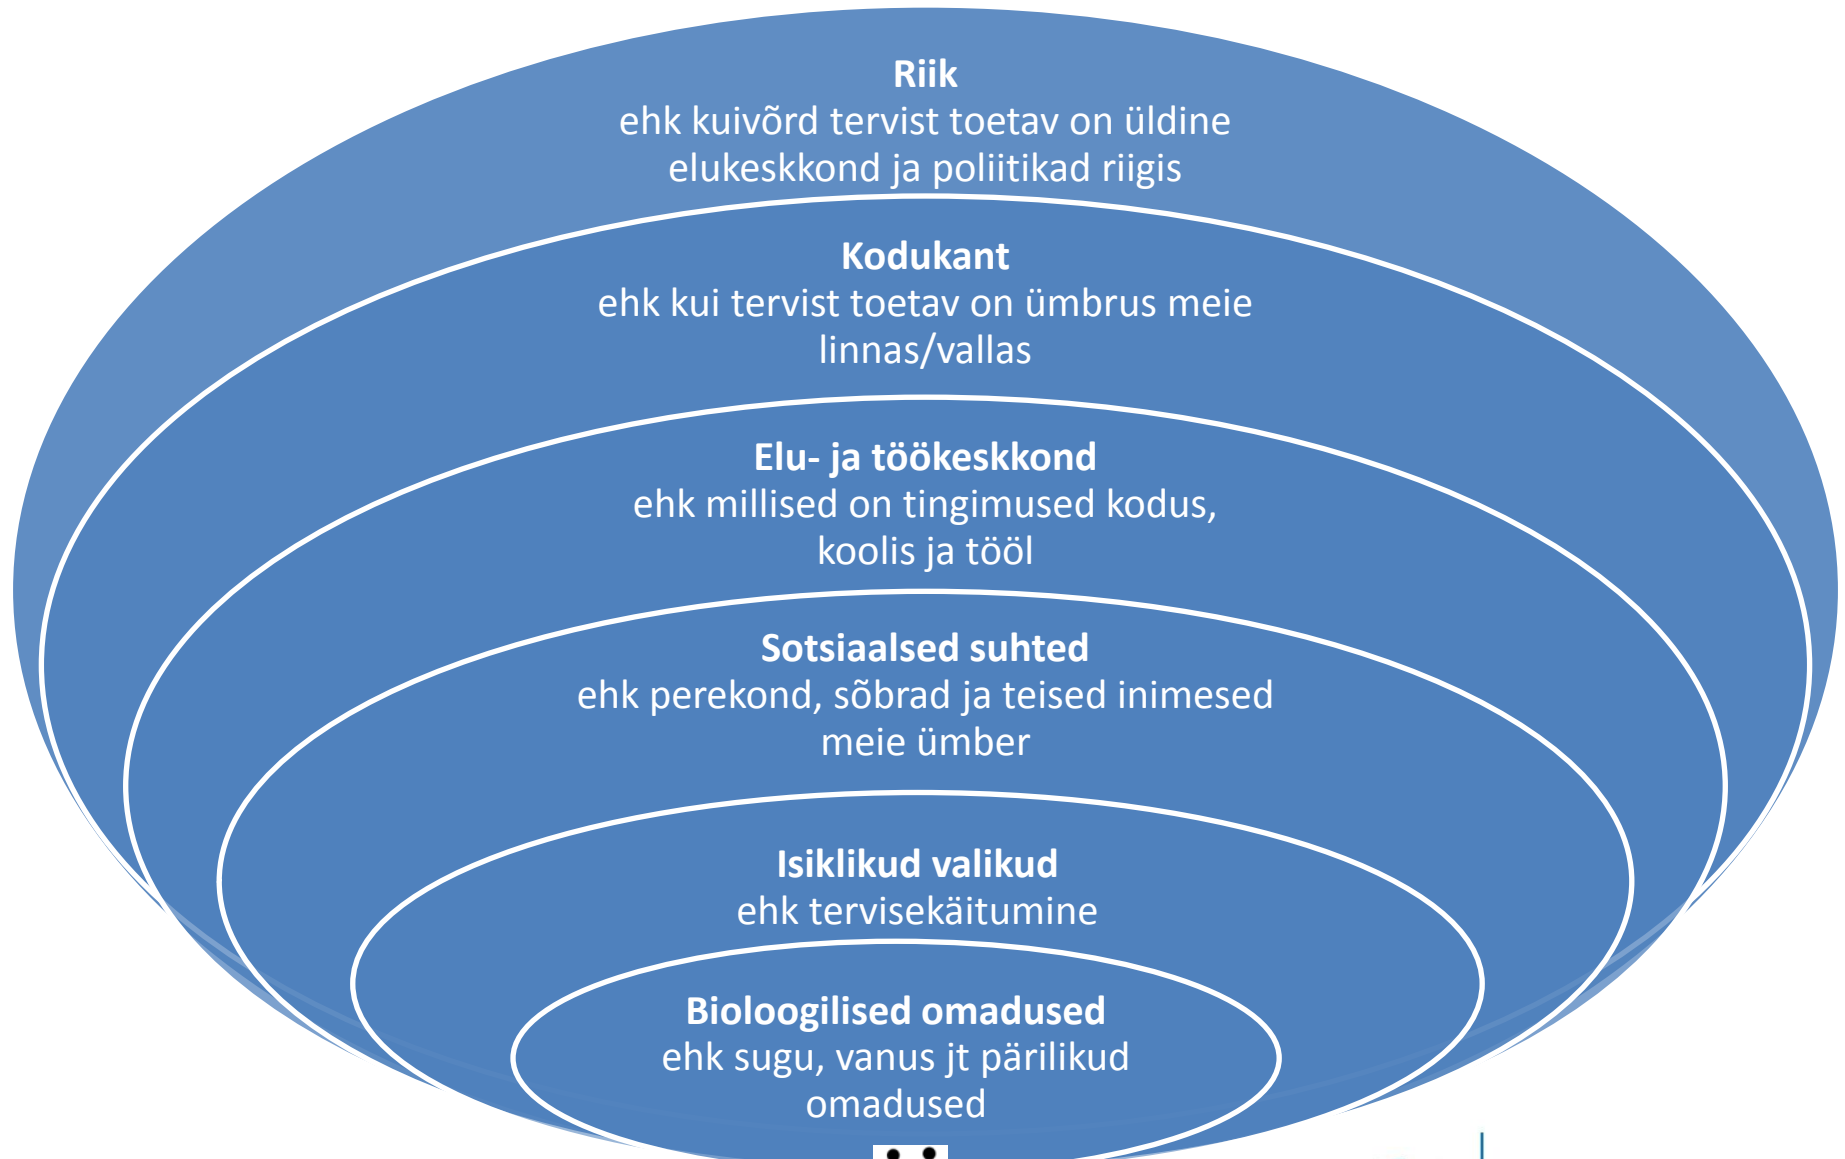 Riik
ehk kuivõrd tervist toetav on üldine
elukeskkond ja poliitikad riigis
Kodukant
ehk kui tervist toetav on ümbrus meie
linnas/vallas
Elu- ja töökeskkond
ehk millised on tingimused kodus,
koolis ja tööl
Sotsiaalsed suhted
ehk perekond, sõbrad ja teised inimesed
meie ümber
Isiklikud valikud
ehk tervisekäitumine
Bioloogilised omadused
ehk sugu, vanus jt pärilikud
omadused